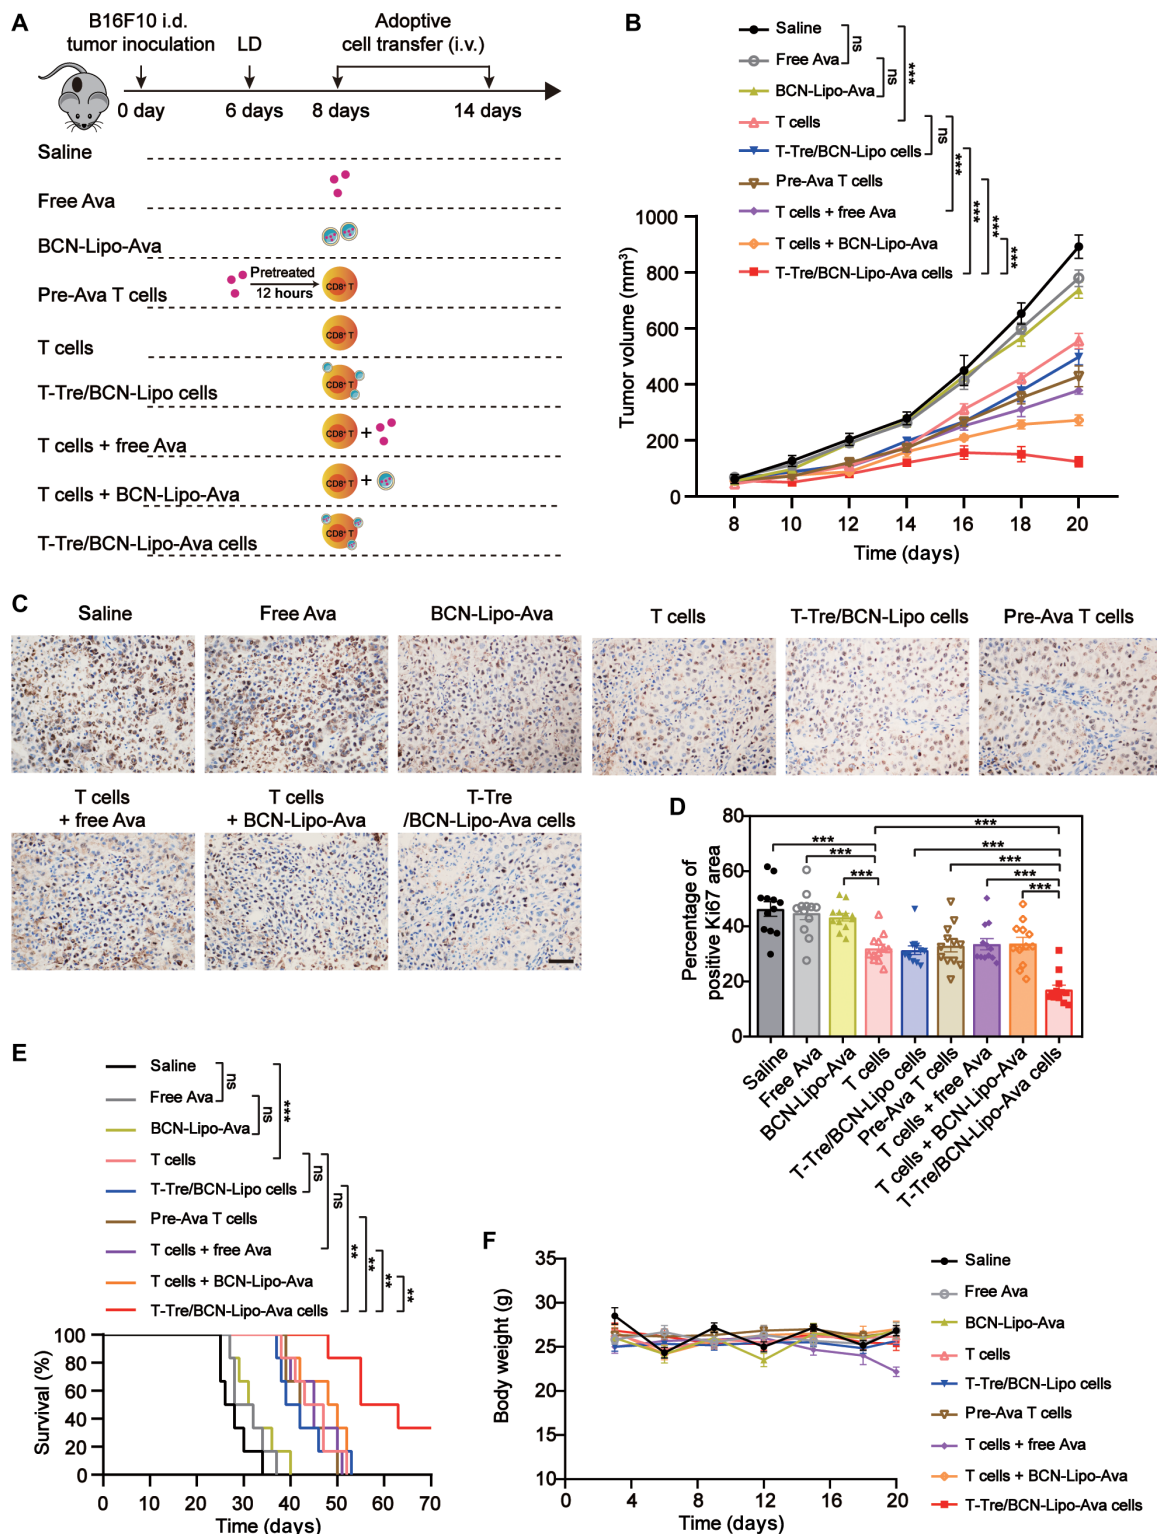 A
B16F10 i.d.
tumor inoculation
LD
Adoptive
cell transfer (i.v.)
0 day
6 days
8 days
14 days
Saline
Free Ava
BCN-Lipo-Ava
Pre-Ava T cells
Pretreated
12 hours
CD8⁺ T
T cells
CD8⁺ T
T-Tre/BCN-Lipo cells
CD8⁺ T
T cells + free Ava
CD8⁺ T
+
T cells + BCN-Lipo-Ava
CD8⁺ T
+
T-Tre/BCN-Lipo-Ava cells
CD8⁺ T
B
Saline
Free Ava
BCN-Lipo-Ava
T cells
T-Tre/BCN-Lipo cells
Pre-Ava T cells
T cells + free Ava
T cells + BCN-Lipo-Ava
T-Tre/BCN-Lipo-Ava cells
ns
ns
***
ns
***
***
***
***
Tumor volume (mm³)
1000
800
600
400
200
0
8 10 12 14 16 18 20
Time (days)
C
Saline
Free Ava
BCN-Lipo-Ava
T cells
T-Tre/BCN-Lipo cells
Pre-Ava T cells
T cells
+ free Ava
T cells
+ BCN-Lipo-Ava
T-Tre
/BCN-Lipo-Ava cells
D
Percentage of
positive Ki67 area
80
60
40
20
0
***
***
***
***
***
***
***
***
Saline
Free Ava
BCN-Lipo-Ava
T cells
T-Tre/BCN-Lipo cells
Pre-Ava T cells
T cells + free Ava
T cells + BCN-Lipo-Ava
T-Tre/BCN-Lipo-Ava cells
E
Saline
Free Ava
BCN-Lipo-Ava
T cells
T-Tre/BCN-Lipo cells
Pre-Ava T cells
T cells + free Ava
T cells + BCN-Lipo-Ava
T-Tre/BCN-Lipo-Ava cells
ns
ns
***
ns
ns
**
**
**
**
Survival (%)
100
80
60
40
20
0
0 10 20 30 40 50 60 70
Time (days)
F
Body weight (g)
35
30
25
20
15
10
0 4 8 12 16 20
Time (days)
Saline
Free Ava
BCN-Lipo-Ava
T cells
T-Tre/BCN-Lipo cells
Pre-Ava T cells
T cells + free Ava
T cells + BCN-Lipo-Ava
T-Tre/BCN-Lipo-Ava cells